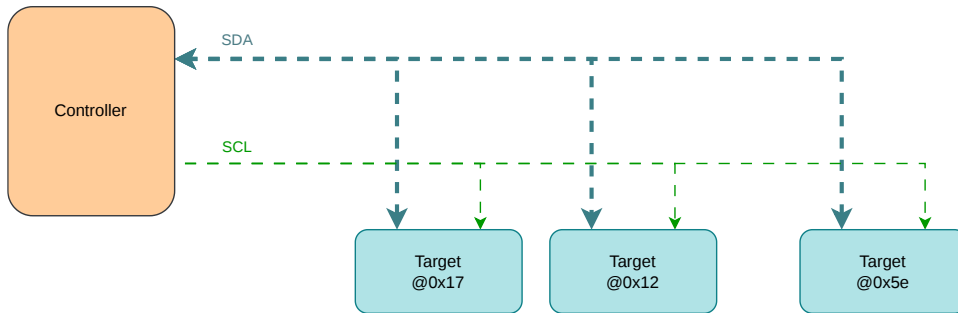 SDA
Controller
SCL
Target
@0x17
Target
@0x12
Target
@0x5e